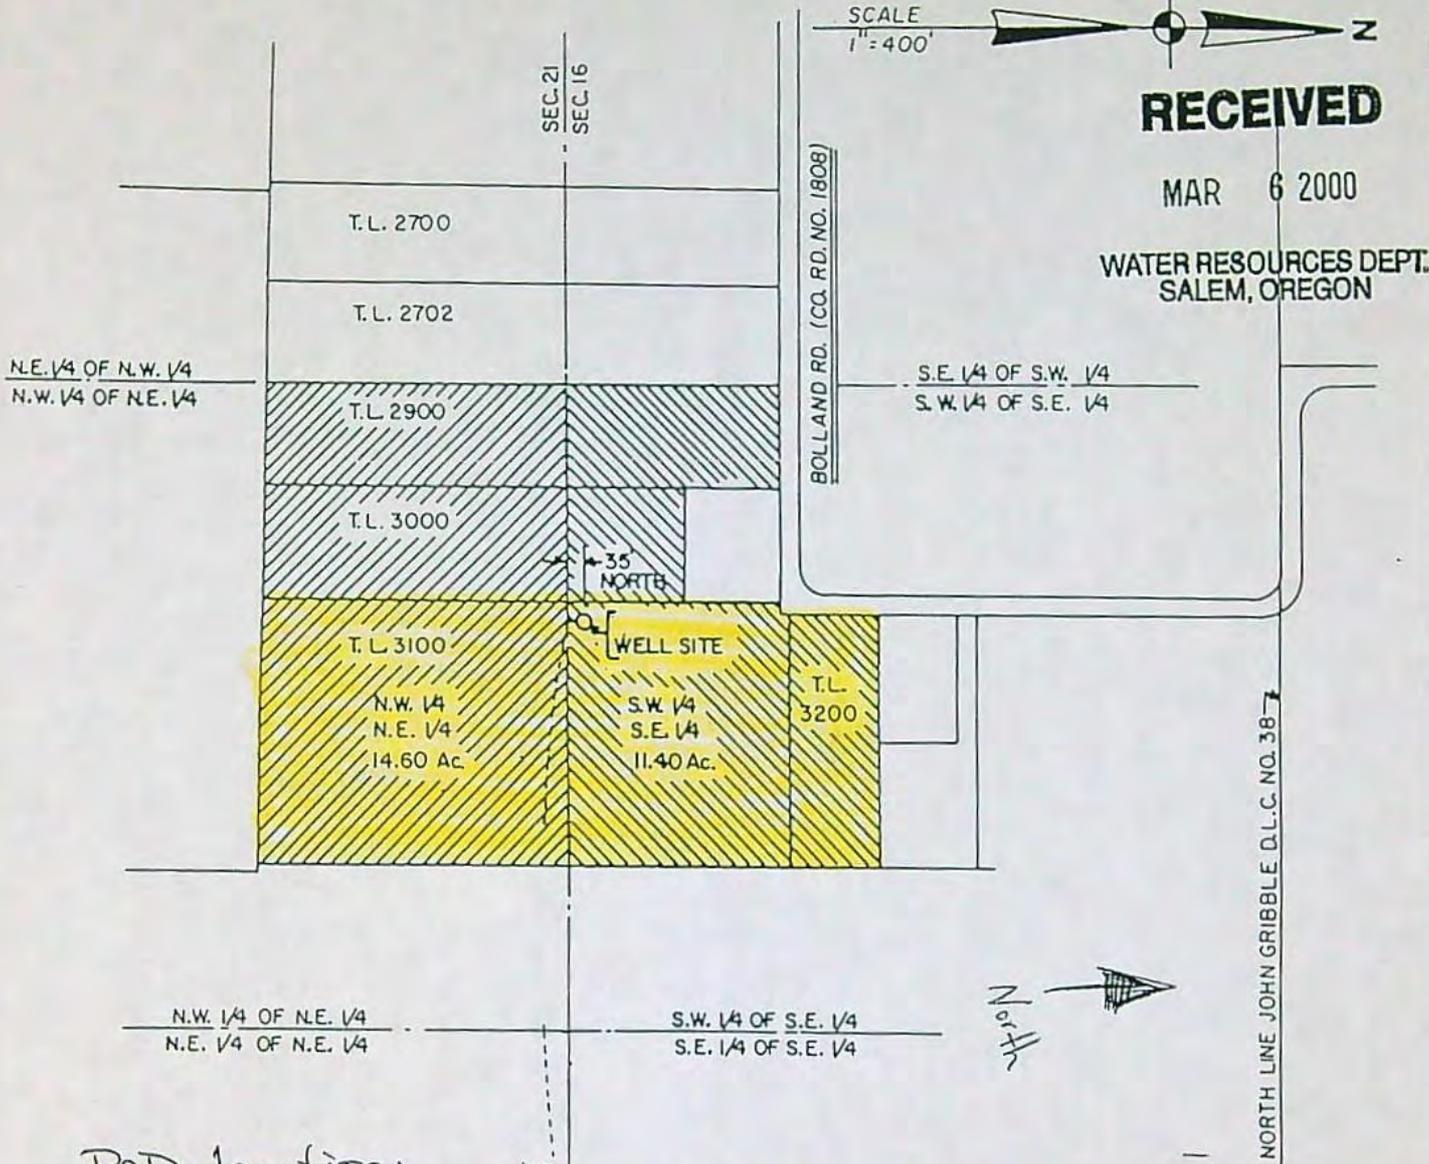 SCALE
1"=400'
N
SEC. 21
SEC. 16
RECEIVED
MAR 6 2000
WATER RESOURCES DEPT.
SALEM, OREGON
BOLLAND RD. (CO. RD. NO. 1808)
T.L. 2700
T.L. 2702
N.E. 1/4 OF N.W. 1/4
N.W. 1/4 OF N.E. 1/4
S.E. 1/4 OF S.W. 1/4
S.W. 1/4 OF S.E. 1/4
T.L. 2900
T.L. 3000
35'
NORTH
WELL SITE
T.L. 3100
N.W. 1/4
N.E. 1/4
14.60 Ac.
S.W. 1/4
S.E. 1/4
11.40 Ac.
T.L.
3200
NORTH LINE JOHN GRIBBLE D.L.C. NO. 38
North
N.W. 1/4 OF N.E. 1/4
N.E. 1/4 OF N.E. 1/4
S.W. 1/4 OF S.E. 1/4
S.E. 1/4 OF S.E. 1/4